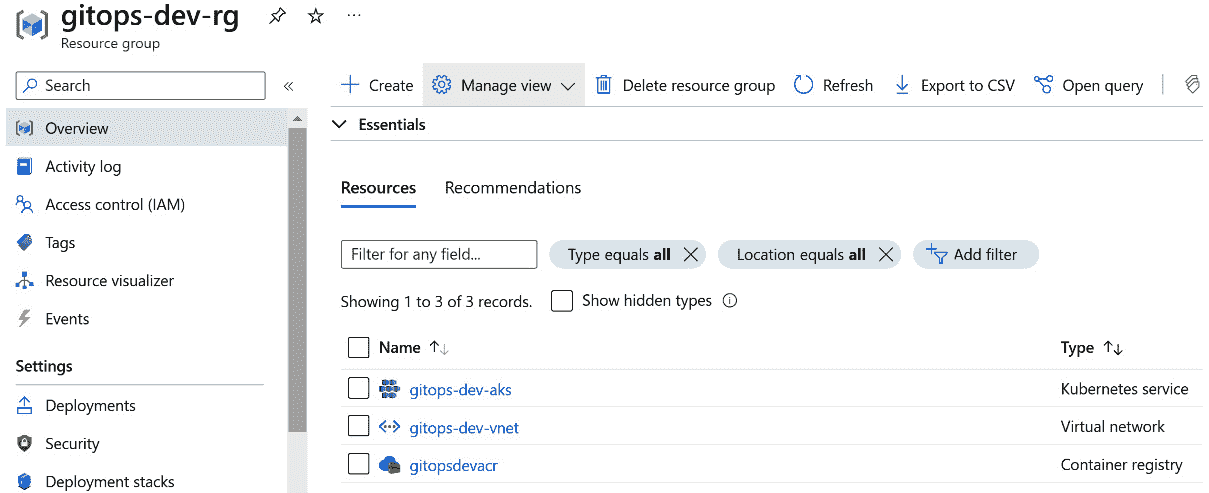 gitops-dev-rg
Resource group
Search
Overview
Activity log
Access control (IAM)
Tags
Resource visualizer
Events
Settings
Deployments
Security
Deployment stacks
Create Manage view Delete resource group Refresh Export to CSV Open query
Essentials
Resources Recommendations
Filter for any field... Type equals all Location equals all Add filter
Showing 1 to 3 of 3 records. Show hidden types
Name Type
gitops-dev-aks Kubernetes service
gitops-dev-vnet Virtual network
gitopsdevacr Container registry